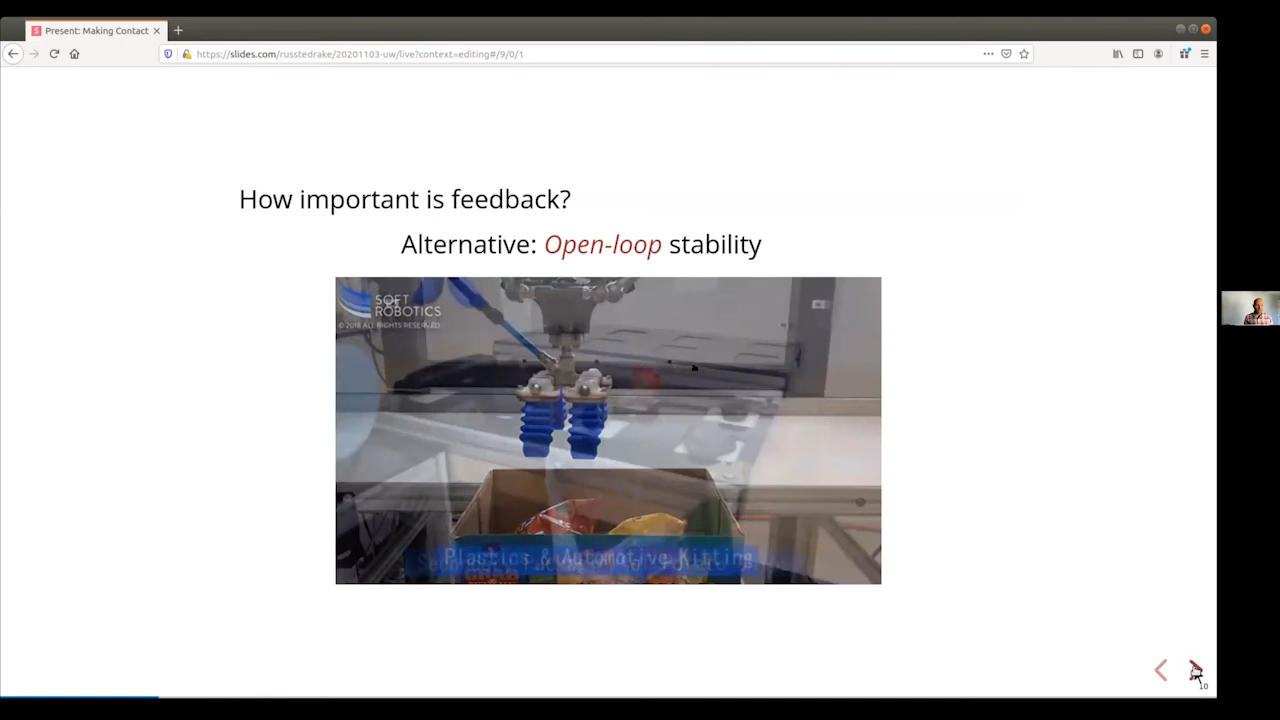 Present: Making Contact
https://slides.com/russtedrake/20201103-uw/live?context=editing#/9/0/1
How important is feedback?
Alternative: Open-loop stability
SOFT
ROBOTICS
© 2018 ALL RIGHTS RESERVED
Plastics & Automotive Kitting
10